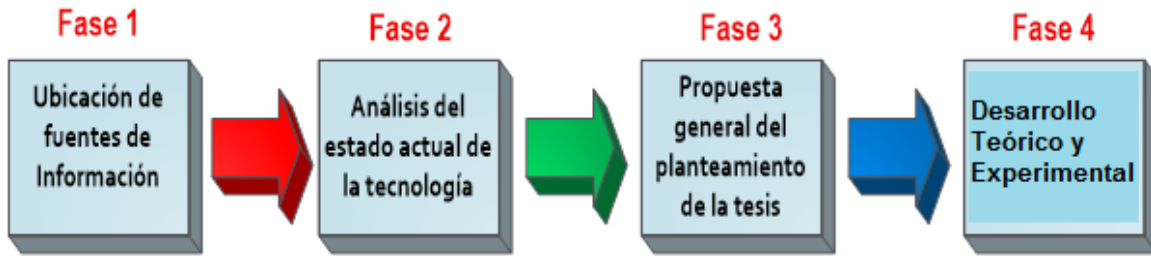 Fase 1
Ubicación de
fuentes de
Información
Fase 2
Análisis del
estado actual de
la tecnología
Fase 3
Propuesta
general del
planteamiento
de la tesis
Fase 4
Desarrollo
Teórico y
Experimental